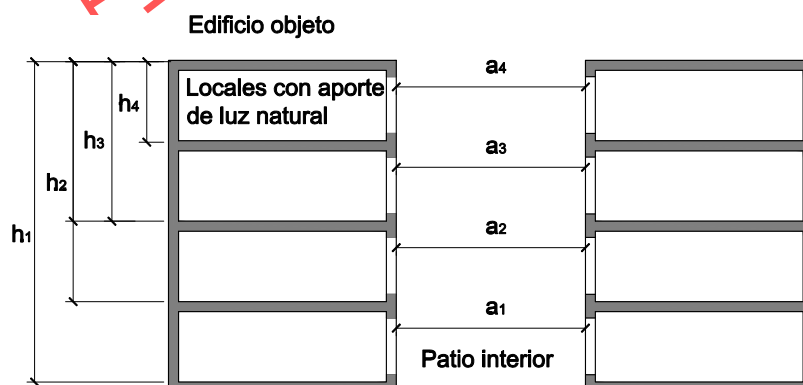 Edificio objeto
a4
Locales con aporte
de luz natural
h4
h3
a3
h2
a2
h1
a1
Patio interior